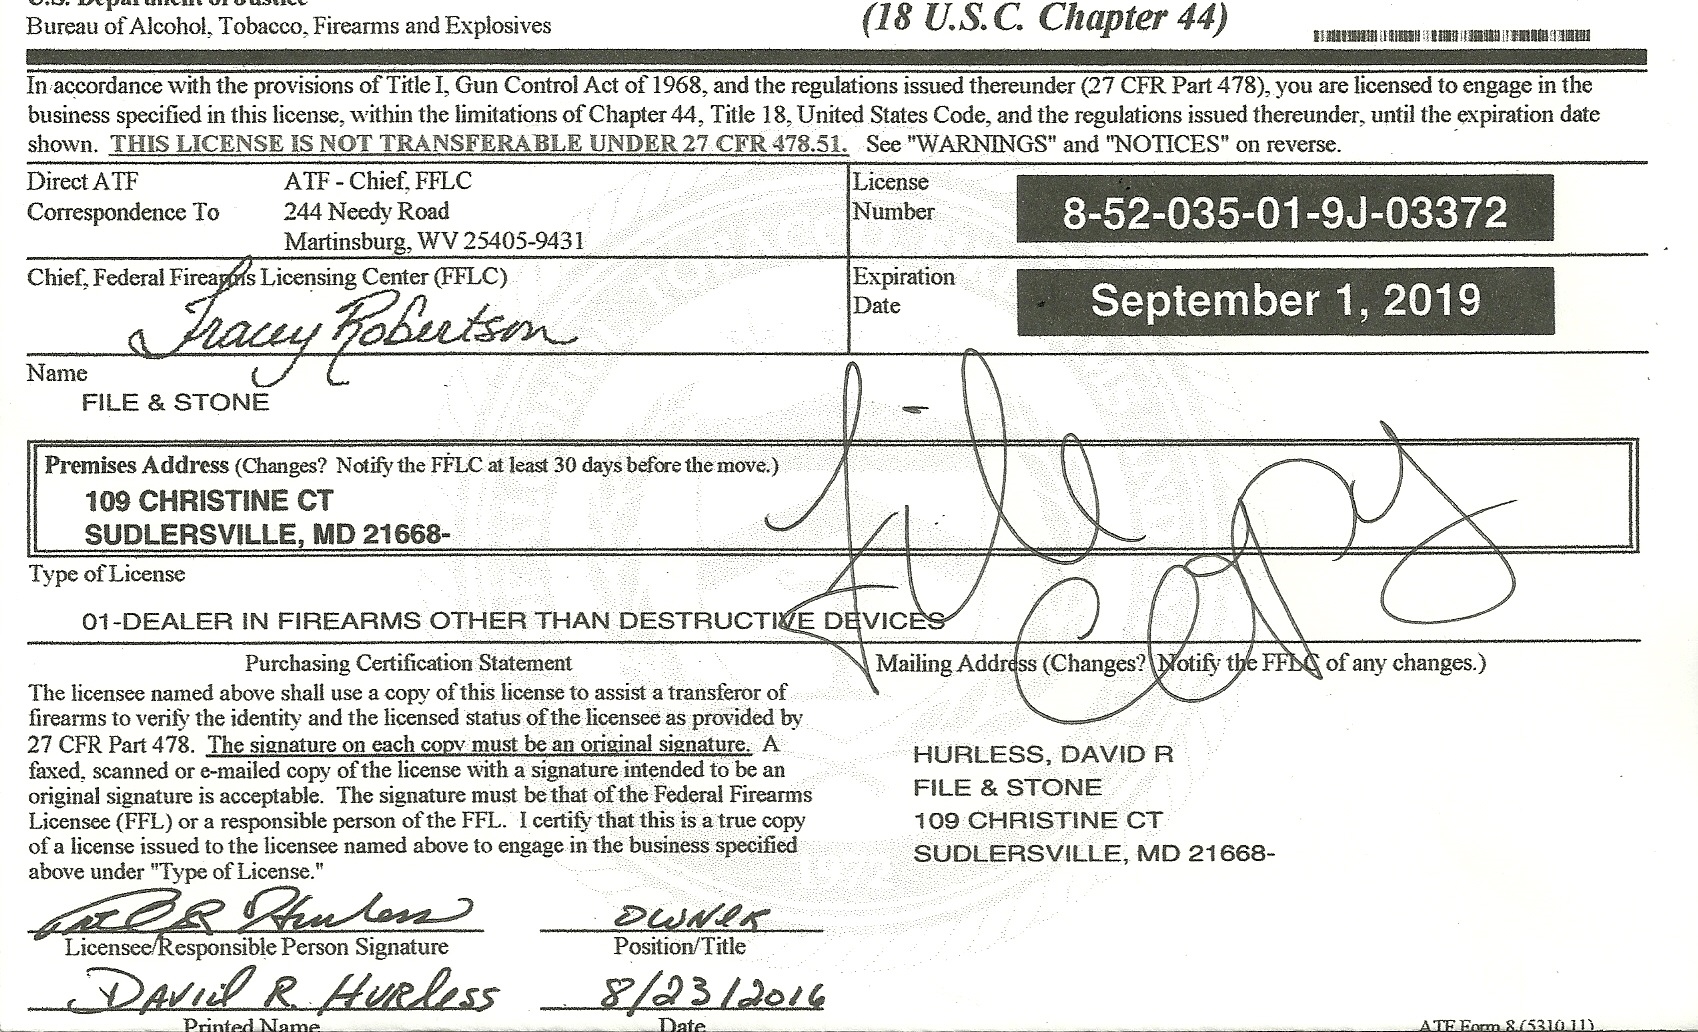 U.S. Department of Justice
Bureau of Alcohol, Tobacco, Firearms and Explosives
(18 U.S.C. Chapter 44)
In accordance with the provisions of Title I, Gun Control Act of 1968, and the regulations issued thereunder (27 CFR Part 478), you are licensed to engage in the
business specified in this license, within the limitations of Chapter 44, Title 18, United States Code, and the regulations issued thereunder, until the expiration date
shown. THIS LICENSE IS NOT TRANSFERABLE UNDER 27 CFR 478.51. See "WARNINGS" and "NOTICES" on reverse.
Direct ATF
Correspondence To
ATF - Chief, FFLC
244 Needy Road
Martinsburg, WV 25405-9431
License
Number
8-52-035-01-9J-03372
Chief, Federal Firearms Licensing Center (FFLC)
Tracey Robertson
Expiration
Date
September 1, 2019
Name
FILE & STONE
Premises Address (Changes? Notify the FFLC at least 30 days before the move.)
109 CHRISTINE CT
SUDLERSVILLE, MD 21668-
File
Copy
Type of License
01-DEALER IN FIREARMS OTHER THAN DESTRUCTIVE DEVICES
Purchasing Certification Statement
The licensee named above shall use a copy of this license to assist a transferor of
firearms to verify the identity and the licensed status of the licensee as provided by
27 CFR Part 478. The signature on each copy must be an original signature. A
faxed, scanned or e-mailed copy of the license with a signature intended to be an
original signature is acceptable. The signature must be that of the Federal Firearms
Licensee (FFL) or a responsible person of the FFL. I certify that this is a true copy
of a license issued to the licensee named above to engage in the business specified
above under "Type of License."
Mailing Address (Changes? Notify the FFLC of any changes.)
HURLESS, DAVID R
FILE & STONE
109 CHRISTINE CT
SUDLERSVILLE, MD 21668-
David R Hurless
Licensee/Responsible Person Signature
OWNER
Position/Title
DAVID R. HURLESS
Printed Name
8/23/2016
Date
ATF Form 8 (5310.11)